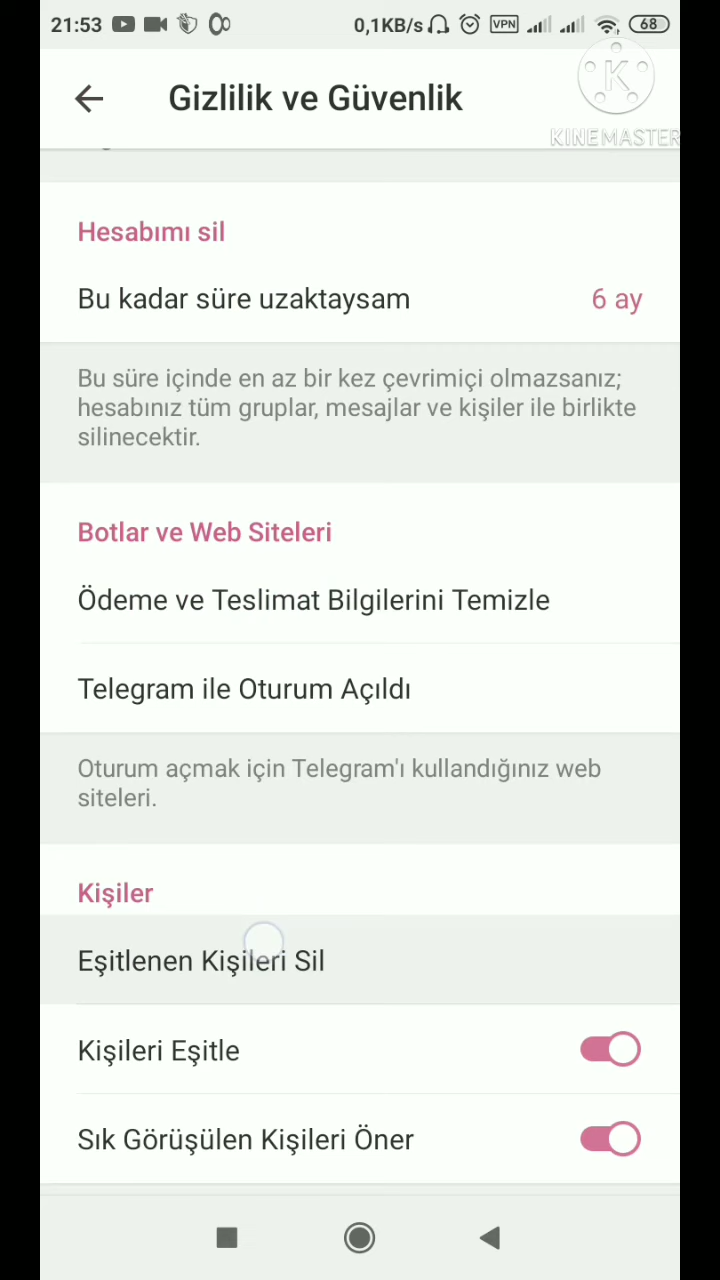 21:53
0,1KB/s
VPN
68
Gizlilik ve Güvenlik
K
KINEMASTER
Hesabımı sil
Bu kadar süre uzaktaysam 6 ay
Bu süre içinde en az bir kez çevrimiçi olmazsanız;
hesabınız tüm gruplar, mesajlar ve kişiler ile birlikte
silinecektir.
Botlar ve Web Siteleri
Ödeme ve Teslimat Bilgilerini Temizle
Telegram ile Oturum Açıldı
Oturum açmak için Telegram'ı kullandığınız web
siteleri.
Kişiler
Eşitlenen Kişileri Sil
Kişileri Eşitle
Sık Görüşülen Kişileri Öner